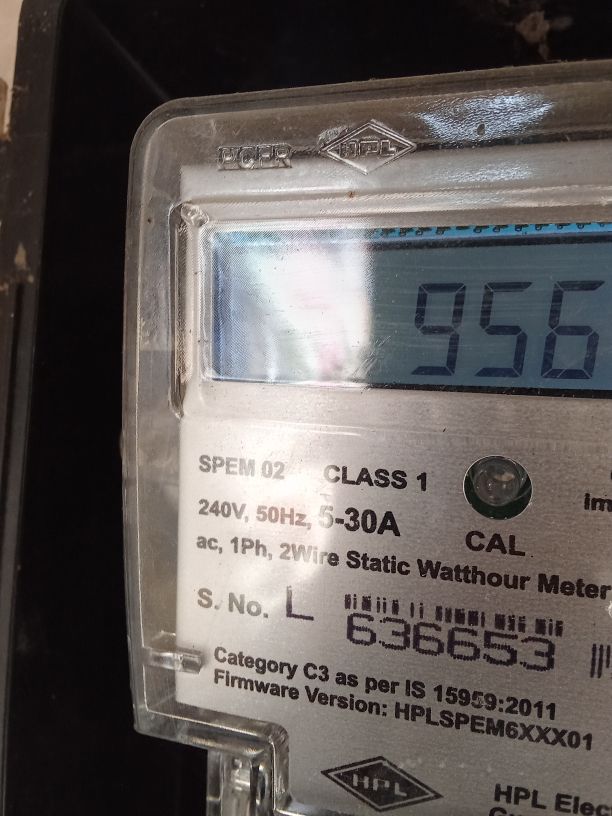 HPL
956
SPEM 02 CLASS 1
im
240V, 50Hz, 5-30A
CAL
ac, 1Ph, 2Wire Static Watthour Meter
S. No. L
636653
Category C3 as per IS 15959:2011
Firmware Version: HPLSPEM6XXX01
HPL
HPL Elec